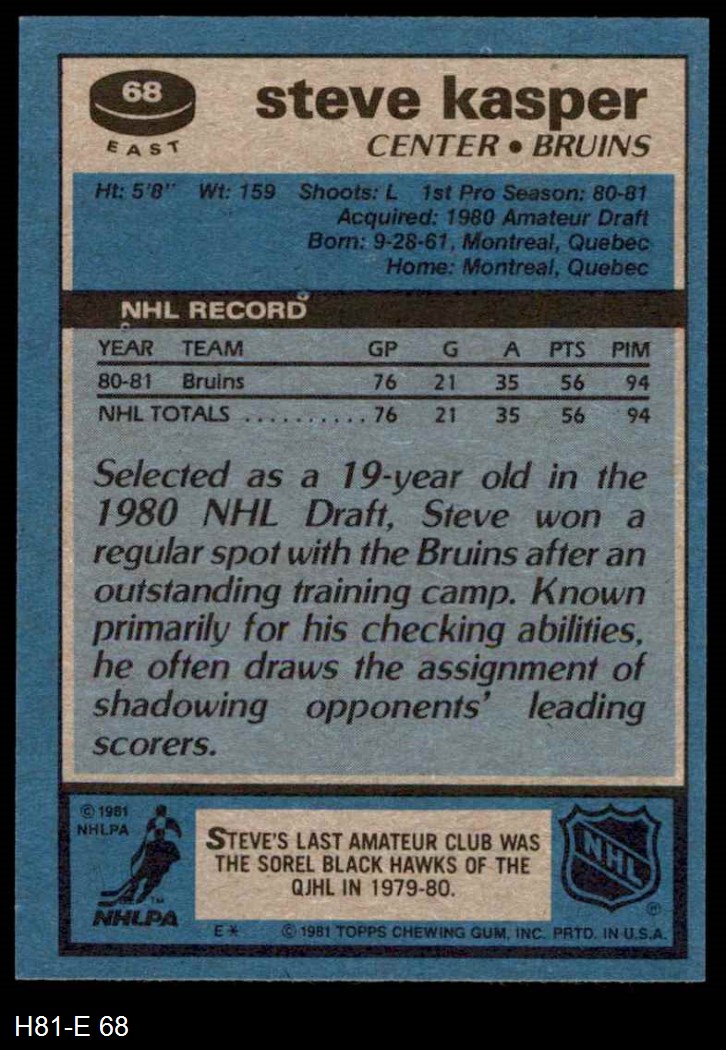 68
EAST
steve kasper
CENTER • BRUINS
Ht: 5'8" Wt: 159 Shoots: L 1st Pro Season: 80-81
Acquired: 1980 Amateur Draft
Born: 9-28-61, Montreal, Quebec
Home: Montreal, Quebec
NHL RECORD
YEAR TEAM GP G A PTS PIM
80-81 Bruins 76 21 35 56 94
NHL TOTALS .......... 76 21 35 56 94
Selected as a 19-year old in the
1980 NHL Draft, Steve won a
regular spot with the Bruins after an
outstanding training camp. Known
primarily for his checking abilities,
he often draws the assignment of
shadowing opponents' leading
scorers.
© 1981
NHLPA
NHLPA
™
STEVE'S LAST AMATEUR CLUB WAS
THE SOREL BLACK HAWKS OF THE
QJHL IN 1979-80.
NHL
®
E* © 1981 TOPPS CHEWING GUM, INC. PRTD. IN U.S.A.
H81-E 68